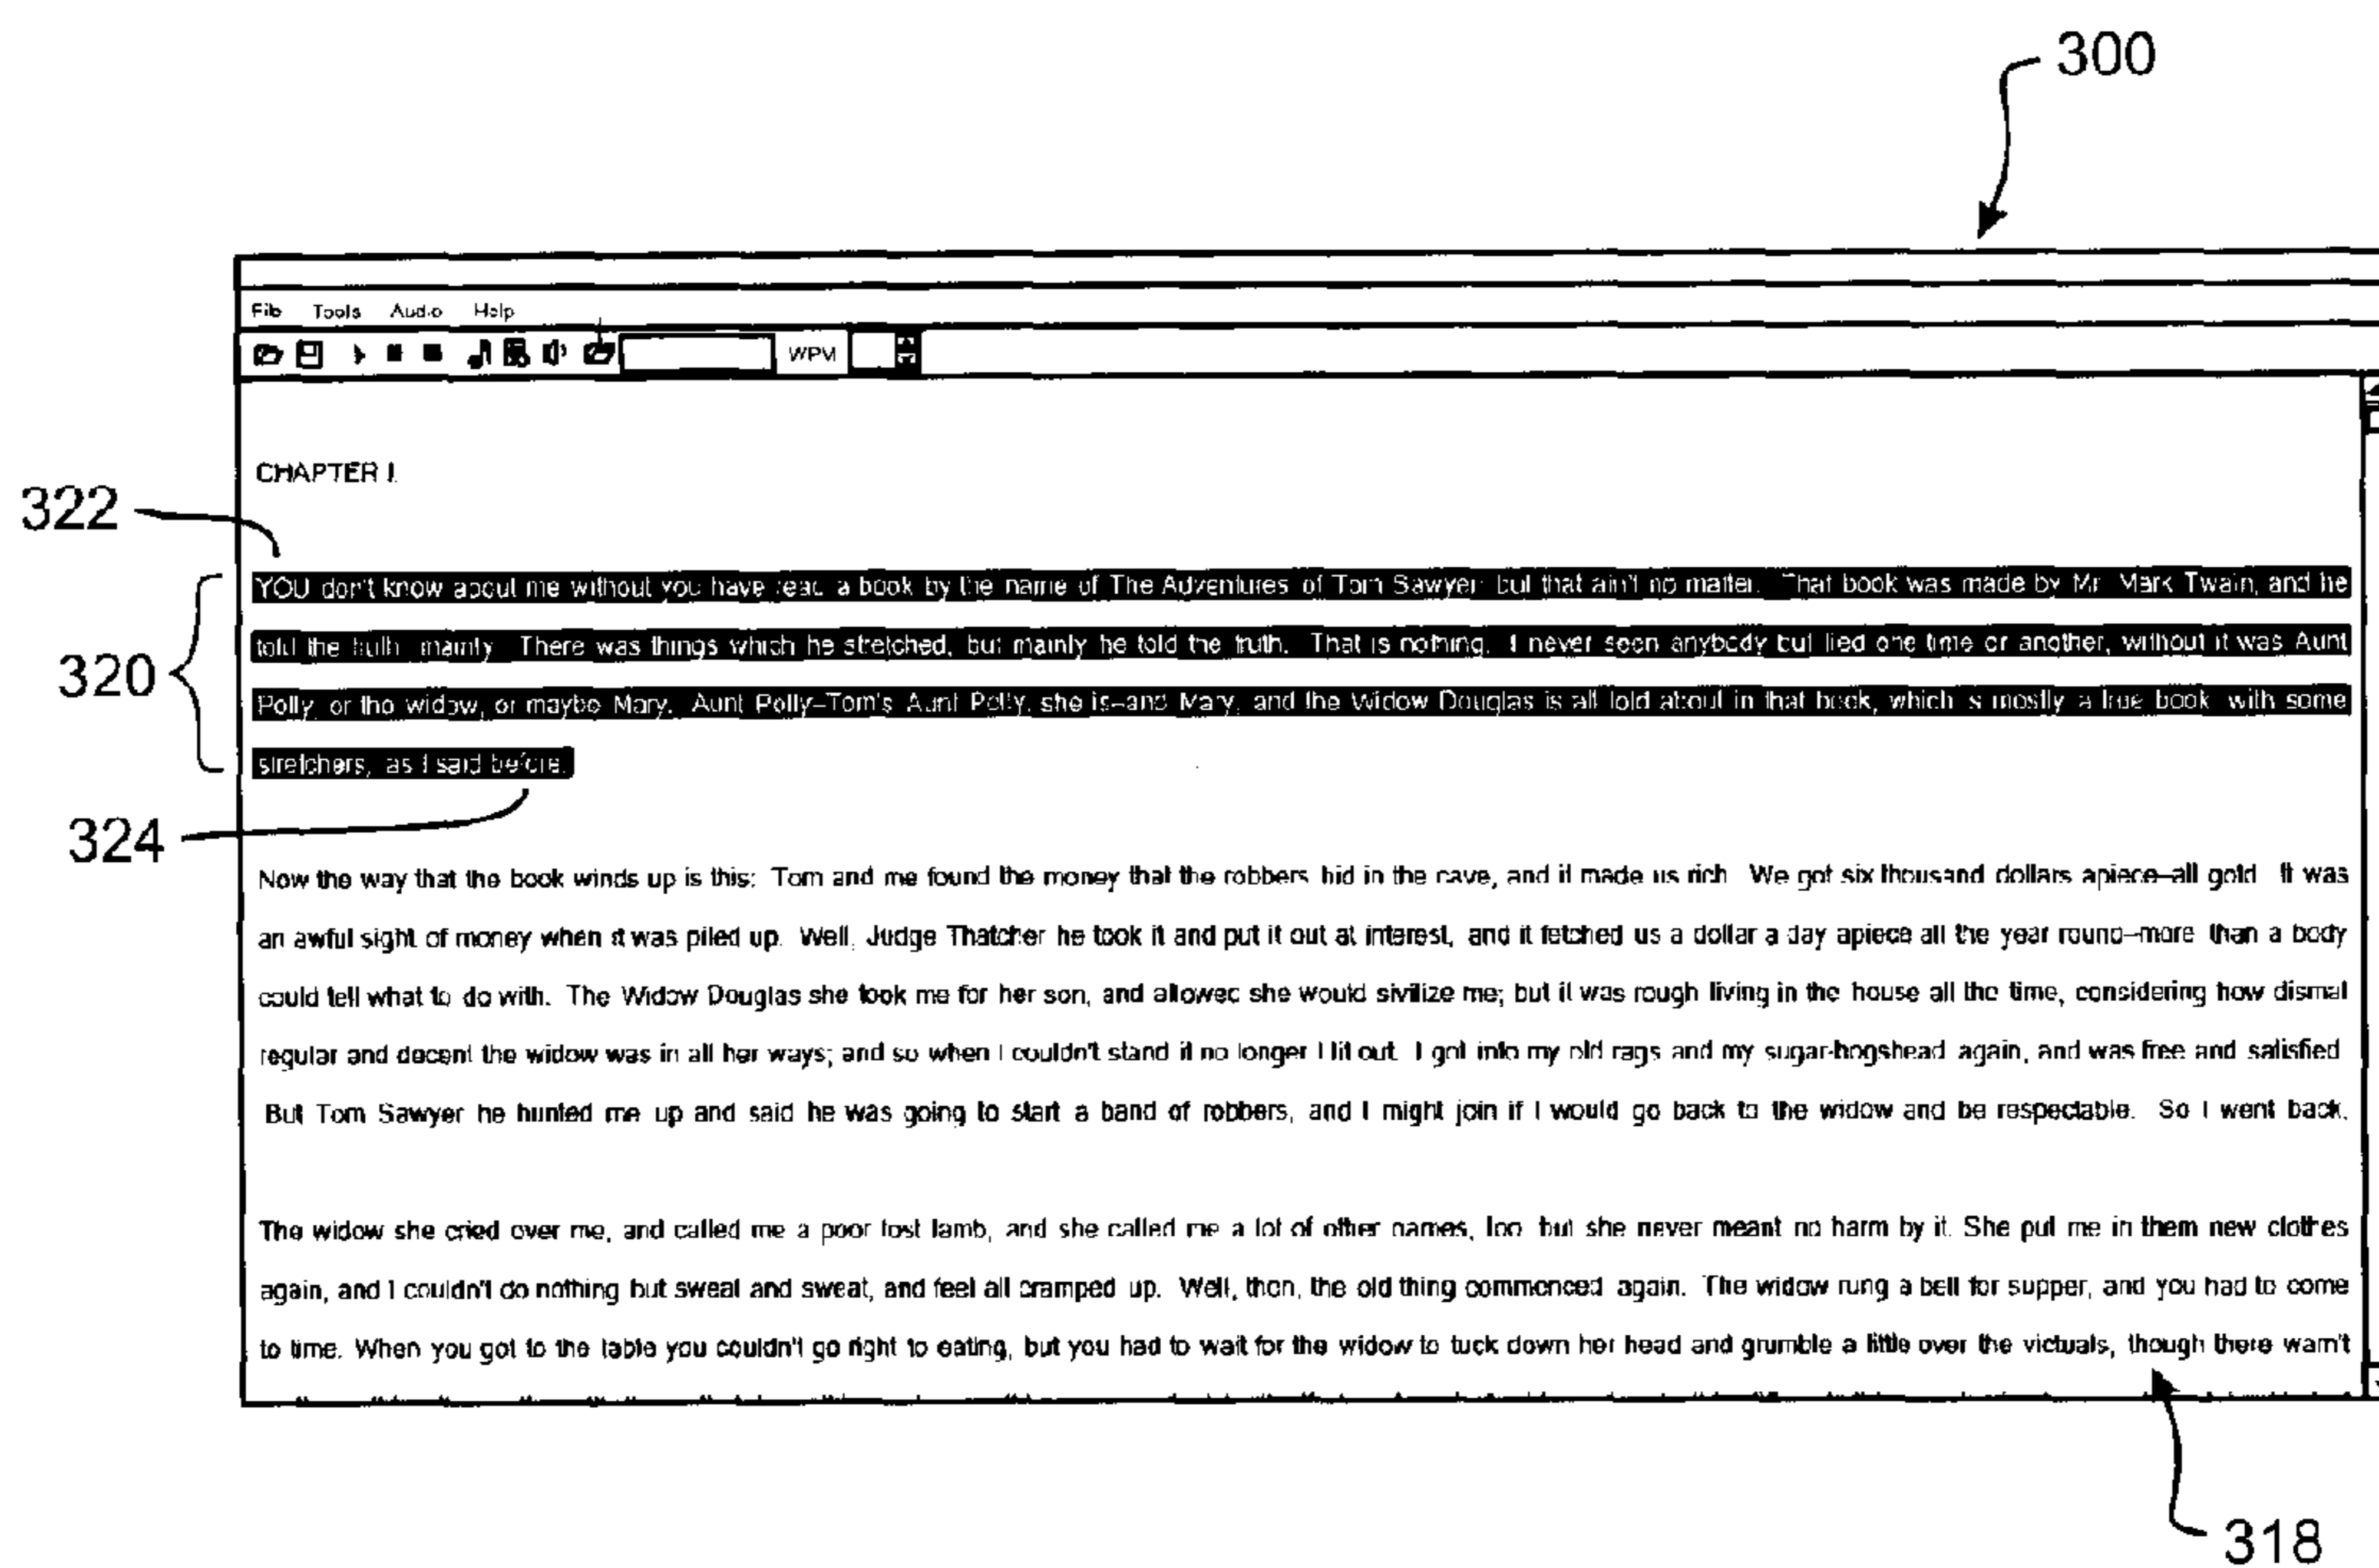 300
File Tools Audio Help
WPM
CHAPTER I.
322
YOU don't know about me without you have read a book by the name of The Adventures of Tom Sawyer; but that ain't no matter. That book was made by Mr. Mark Twain, and he
320
told the truth, mainly. There was things which he stretched, but mainly he told the truth. That is nothing. I never seen anybody but lied one time or another, without it was Aunt
Polly, or the widow, or maybe Mary. Aunt Polly–Tom's Aunt Polly, she is–and Mary, and the Widow Douglas is all told about in that book, which is mostly a true book, with some
stretchers, as I said before.
324
Now the way that the book winds up is this: Tom and me found the money that the robbers hid in the cave, and it made us rich. We got six thousand dollars apiece–all gold. It was
an awful sight of money when it was piled up. Well, Judge Thatcher he took it and put it out at interest, and it fetched us a dollar a day apiece all the year round–more than a body
could tell what to do with. The Widow Douglas she took me for her son, and allowed she would sivilize me; but it was rough living in the house all the time, considering how dismal
regular and decent the widow was in all her ways; and so when I couldn't stand it no longer I lit out. I got into my old rags and my sugar-hogshead again, and was free and satisfied.
But Tom Sawyer he hunted me up and said he was going to start a band of robbers, and I might join if I would go back to the widow and be respectable. So I went back.
The widow she cried over me, and called me a poor lost lamb, and she called me a lot of other names, too, but she never meant no harm by it. She put me in them new clothes
again, and I couldn't do nothing but sweat and sweat, and feel all cramped up. Well, then, the old thing commenced again. The widow rung a bell for supper, and you had to come
to time. When you got to the table you couldn't go right to eating, but you had to wait for the widow to tuck down her head and grumble a little over the victuals, though there warn't
318